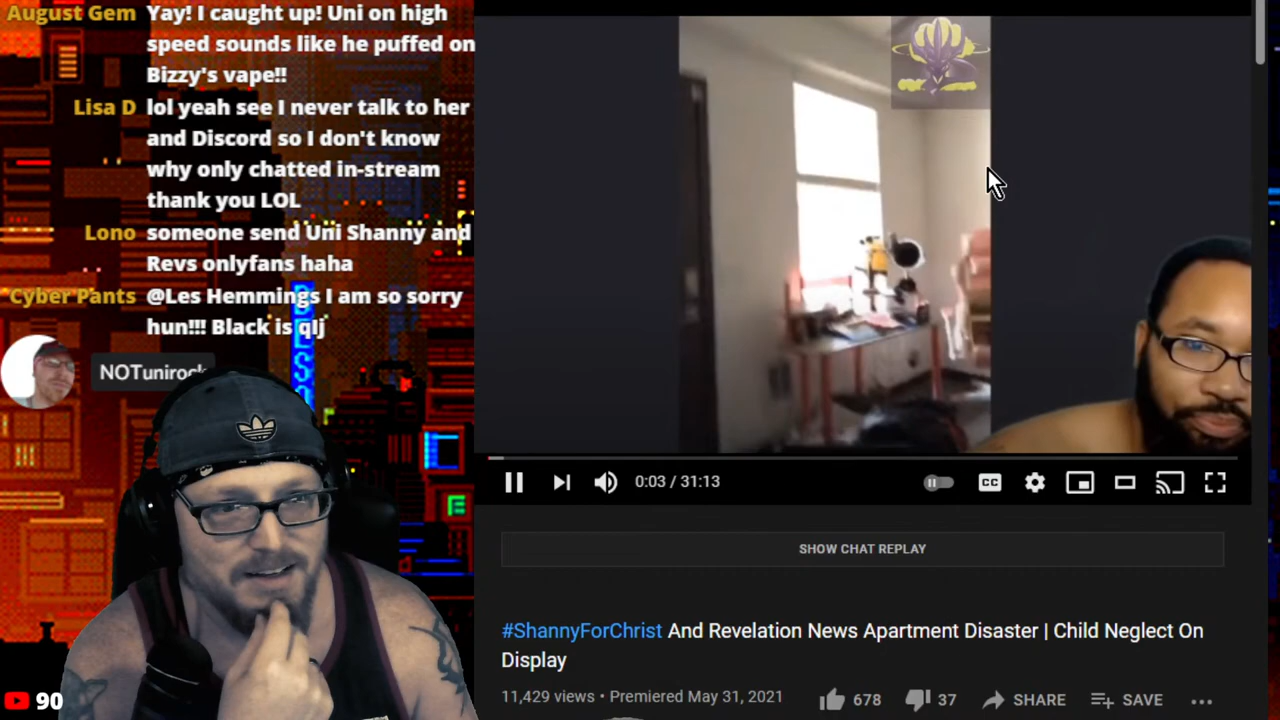 August Gem Yay! I caught up! Uni on high
speed sounds like he puffed on
Bizzy's vape!!
Lisa D lol yeah see I never talk to her
and Discord so I don't know
why only chatted in-stream
thank you LOL
Lono someone send Uni Shanny and
Revs onlyfans haha
Cyber Pants @Les Hemmings I am so sorry
hun!!! Black is qIj
NOTunirock
90
0:03 / 31:13
CC
SHOW CHAT REPLAY
#ShannyForChrist And Revelation News Apartment Disaster | Child Neglect On
Display
11,429 views • Premiered May 31, 2021
678
37
SHARE
SAVE